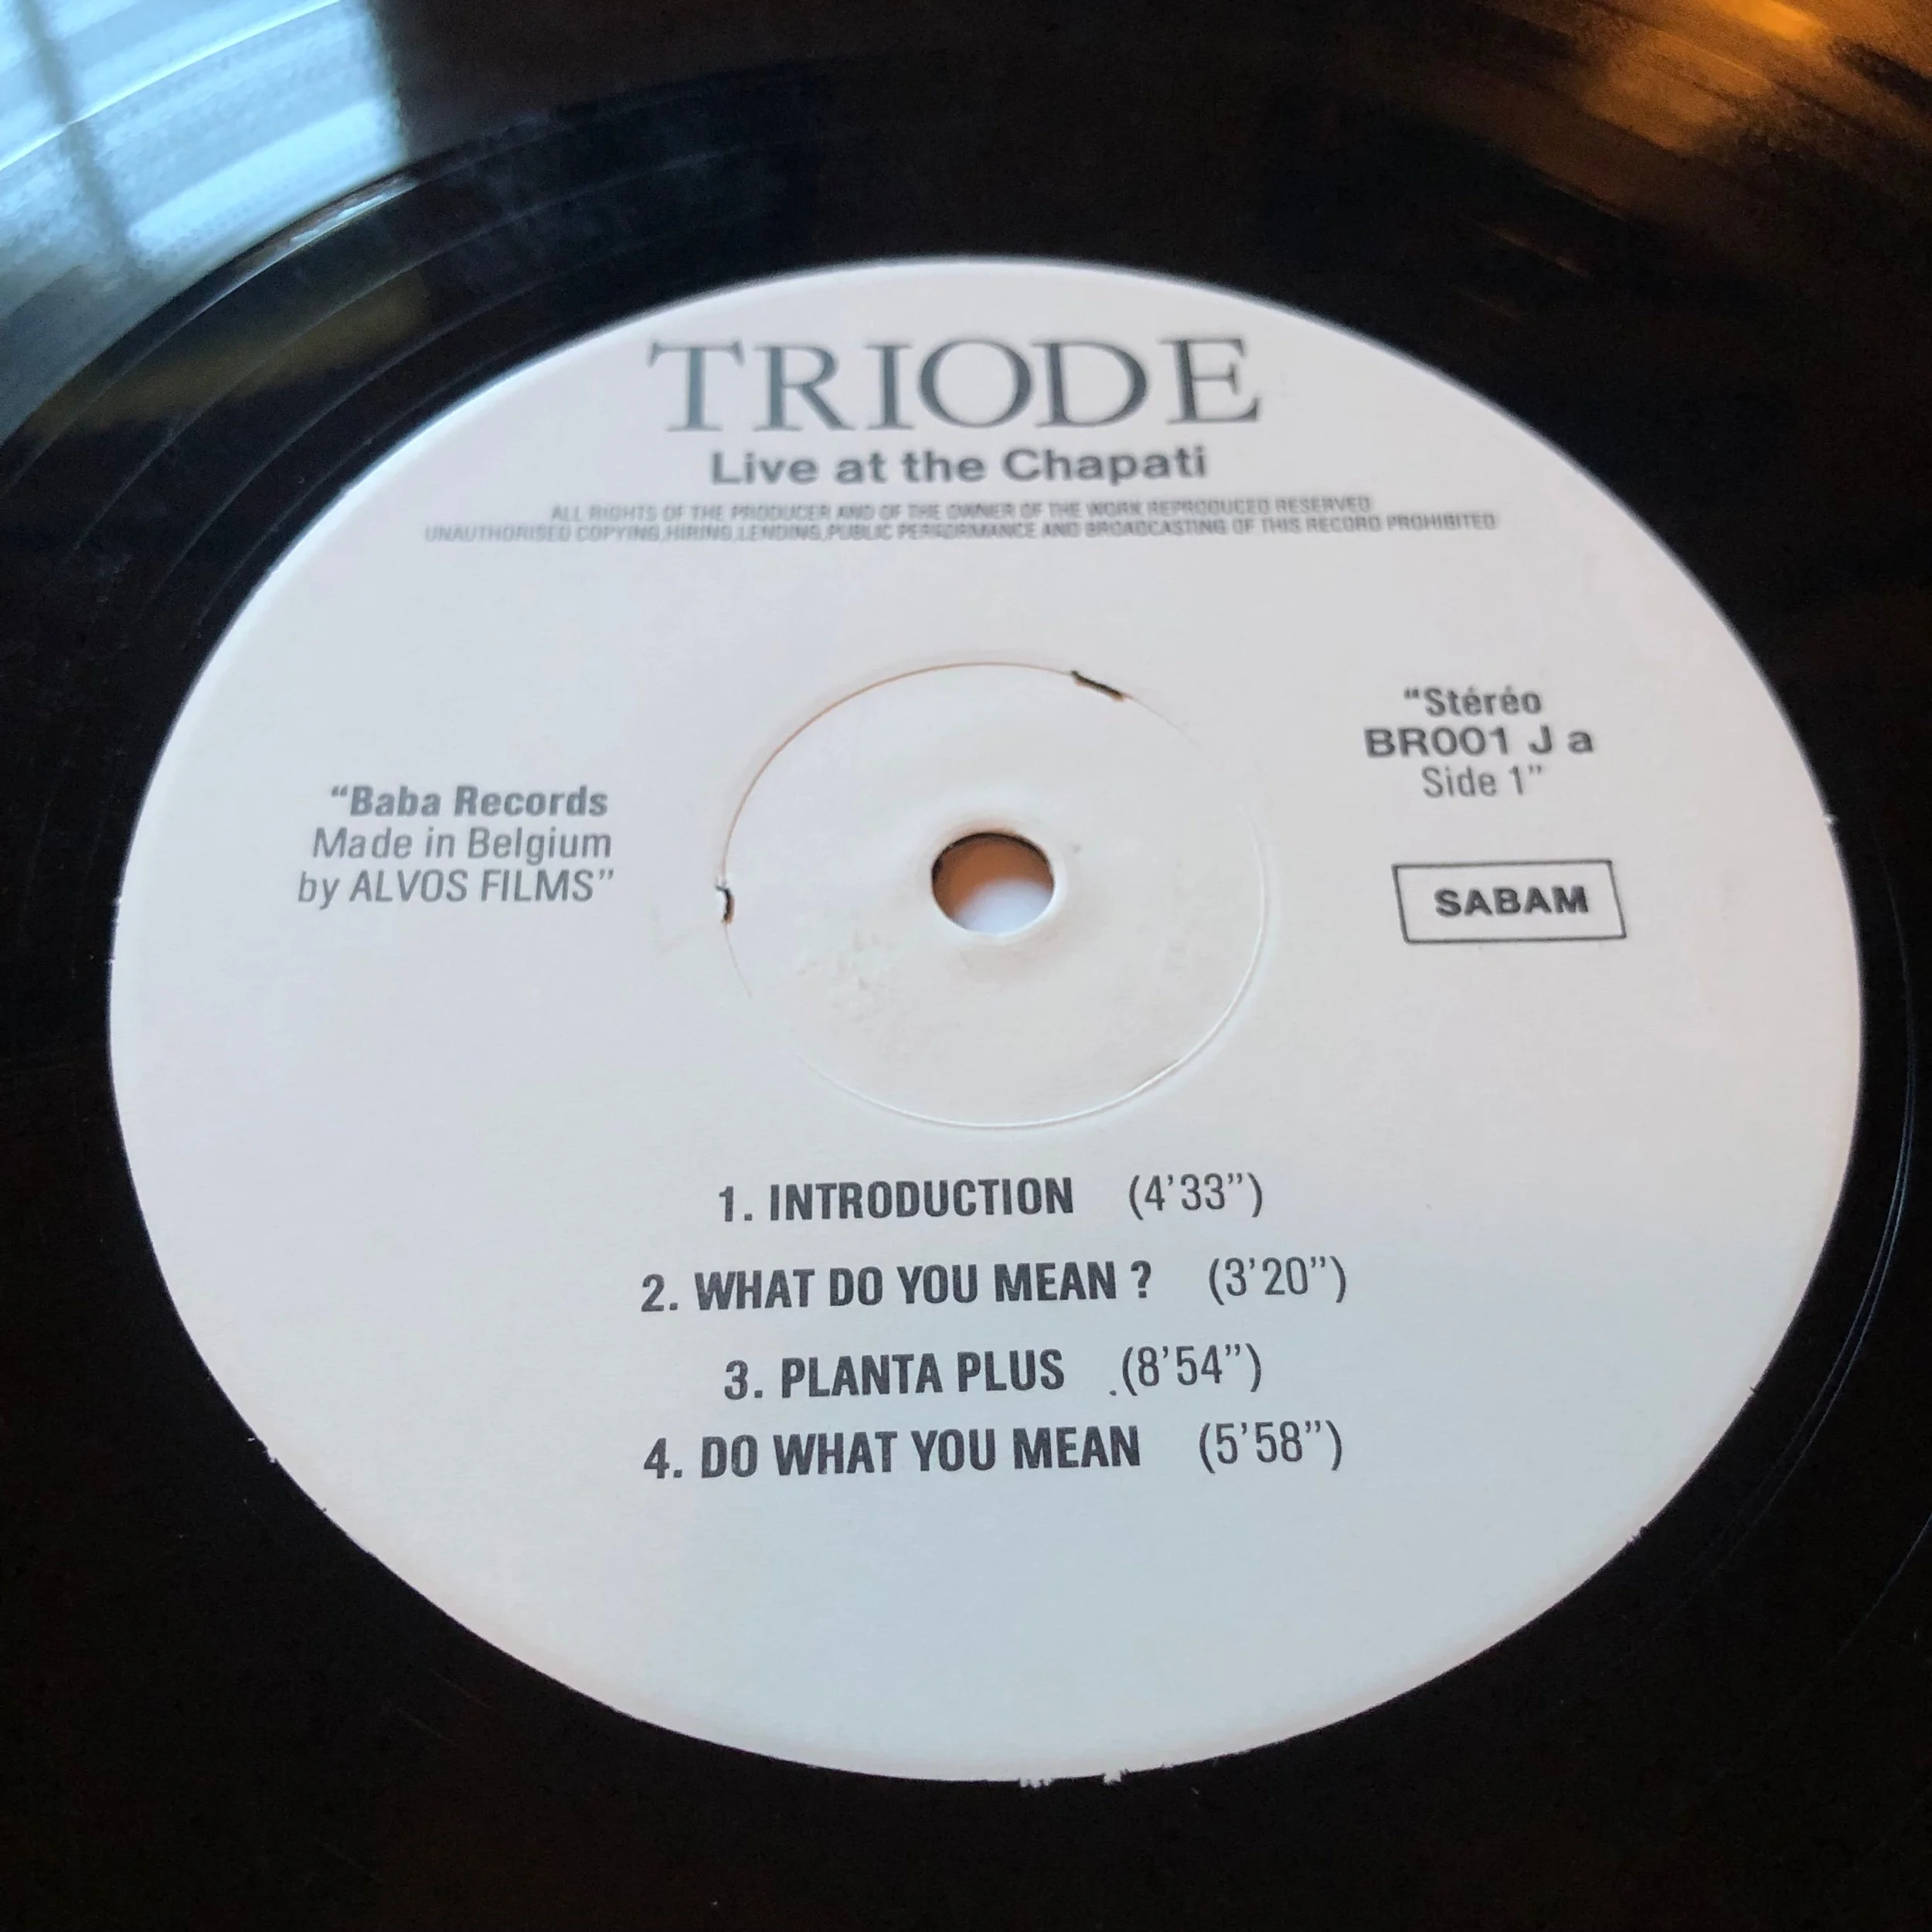 TRIODE
Live at the Chapati
ALL RIGHTS OF THE PRODUCER AND OF THE OWNER OF THE WORK REPRODUCED RESERVED
UNAUTHORISED COPYING,HIRING,LENDING,PUBLIC PERFORMANCE AND BROADCASTING OF THIS RECORD PROHIBITED
“Baba Records
Made in Belgium
by ALVOS FILMS”
“Stéréo
BR001 J a
Side 1”
SABAM
1. INTRODUCTION (4’33”)
2. WHAT DO YOU MEAN ? (3’20”)
3. PLANTA PLUS .(8’54”)
4. DO WHAT YOU MEAN (5’58”)